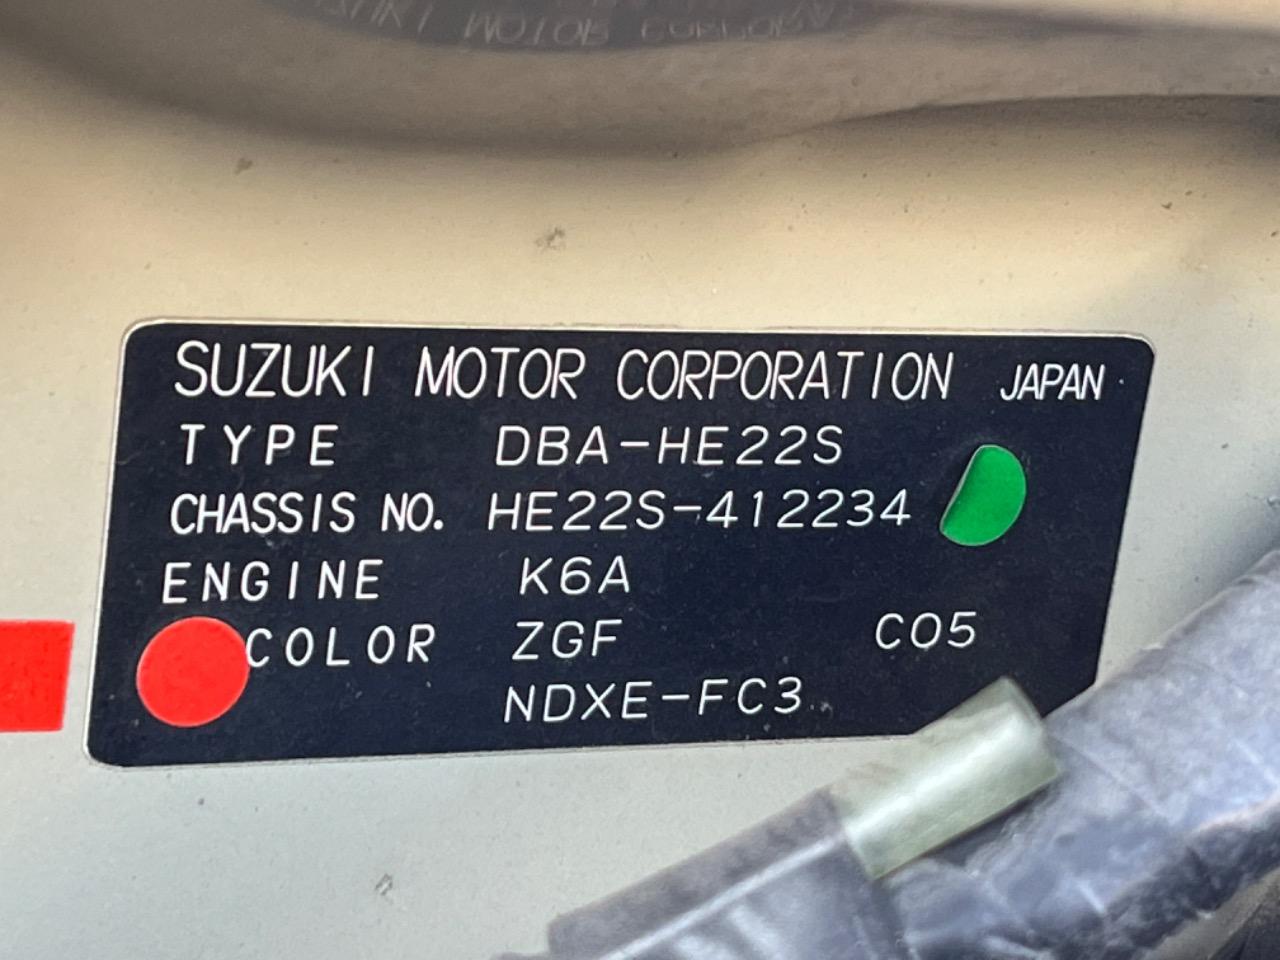 SUZUKI MOTOR CORPORATION JAPAN
TYPE DBA-HE22S
CHASSIS NO. HE22S-412234
ENGINE K6A
COLOR ZGF C05
NDXE-FC3